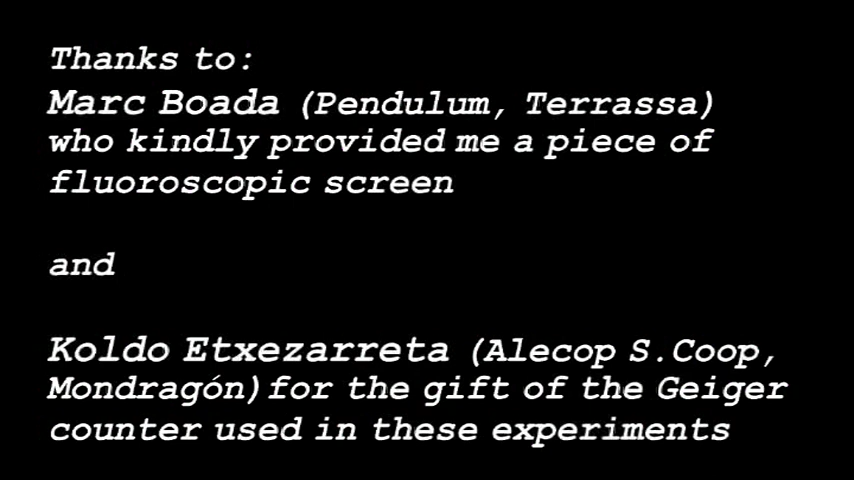 Thanks to:
Marc Boada (Pendulum, Terrassa)
who kindly provided me a piece of
fluoroscopic screen
and
Koldo Etxezarreta (Alecop S.Coop,
Mondragón)for the gift of the Geiger
counter used in these experiments